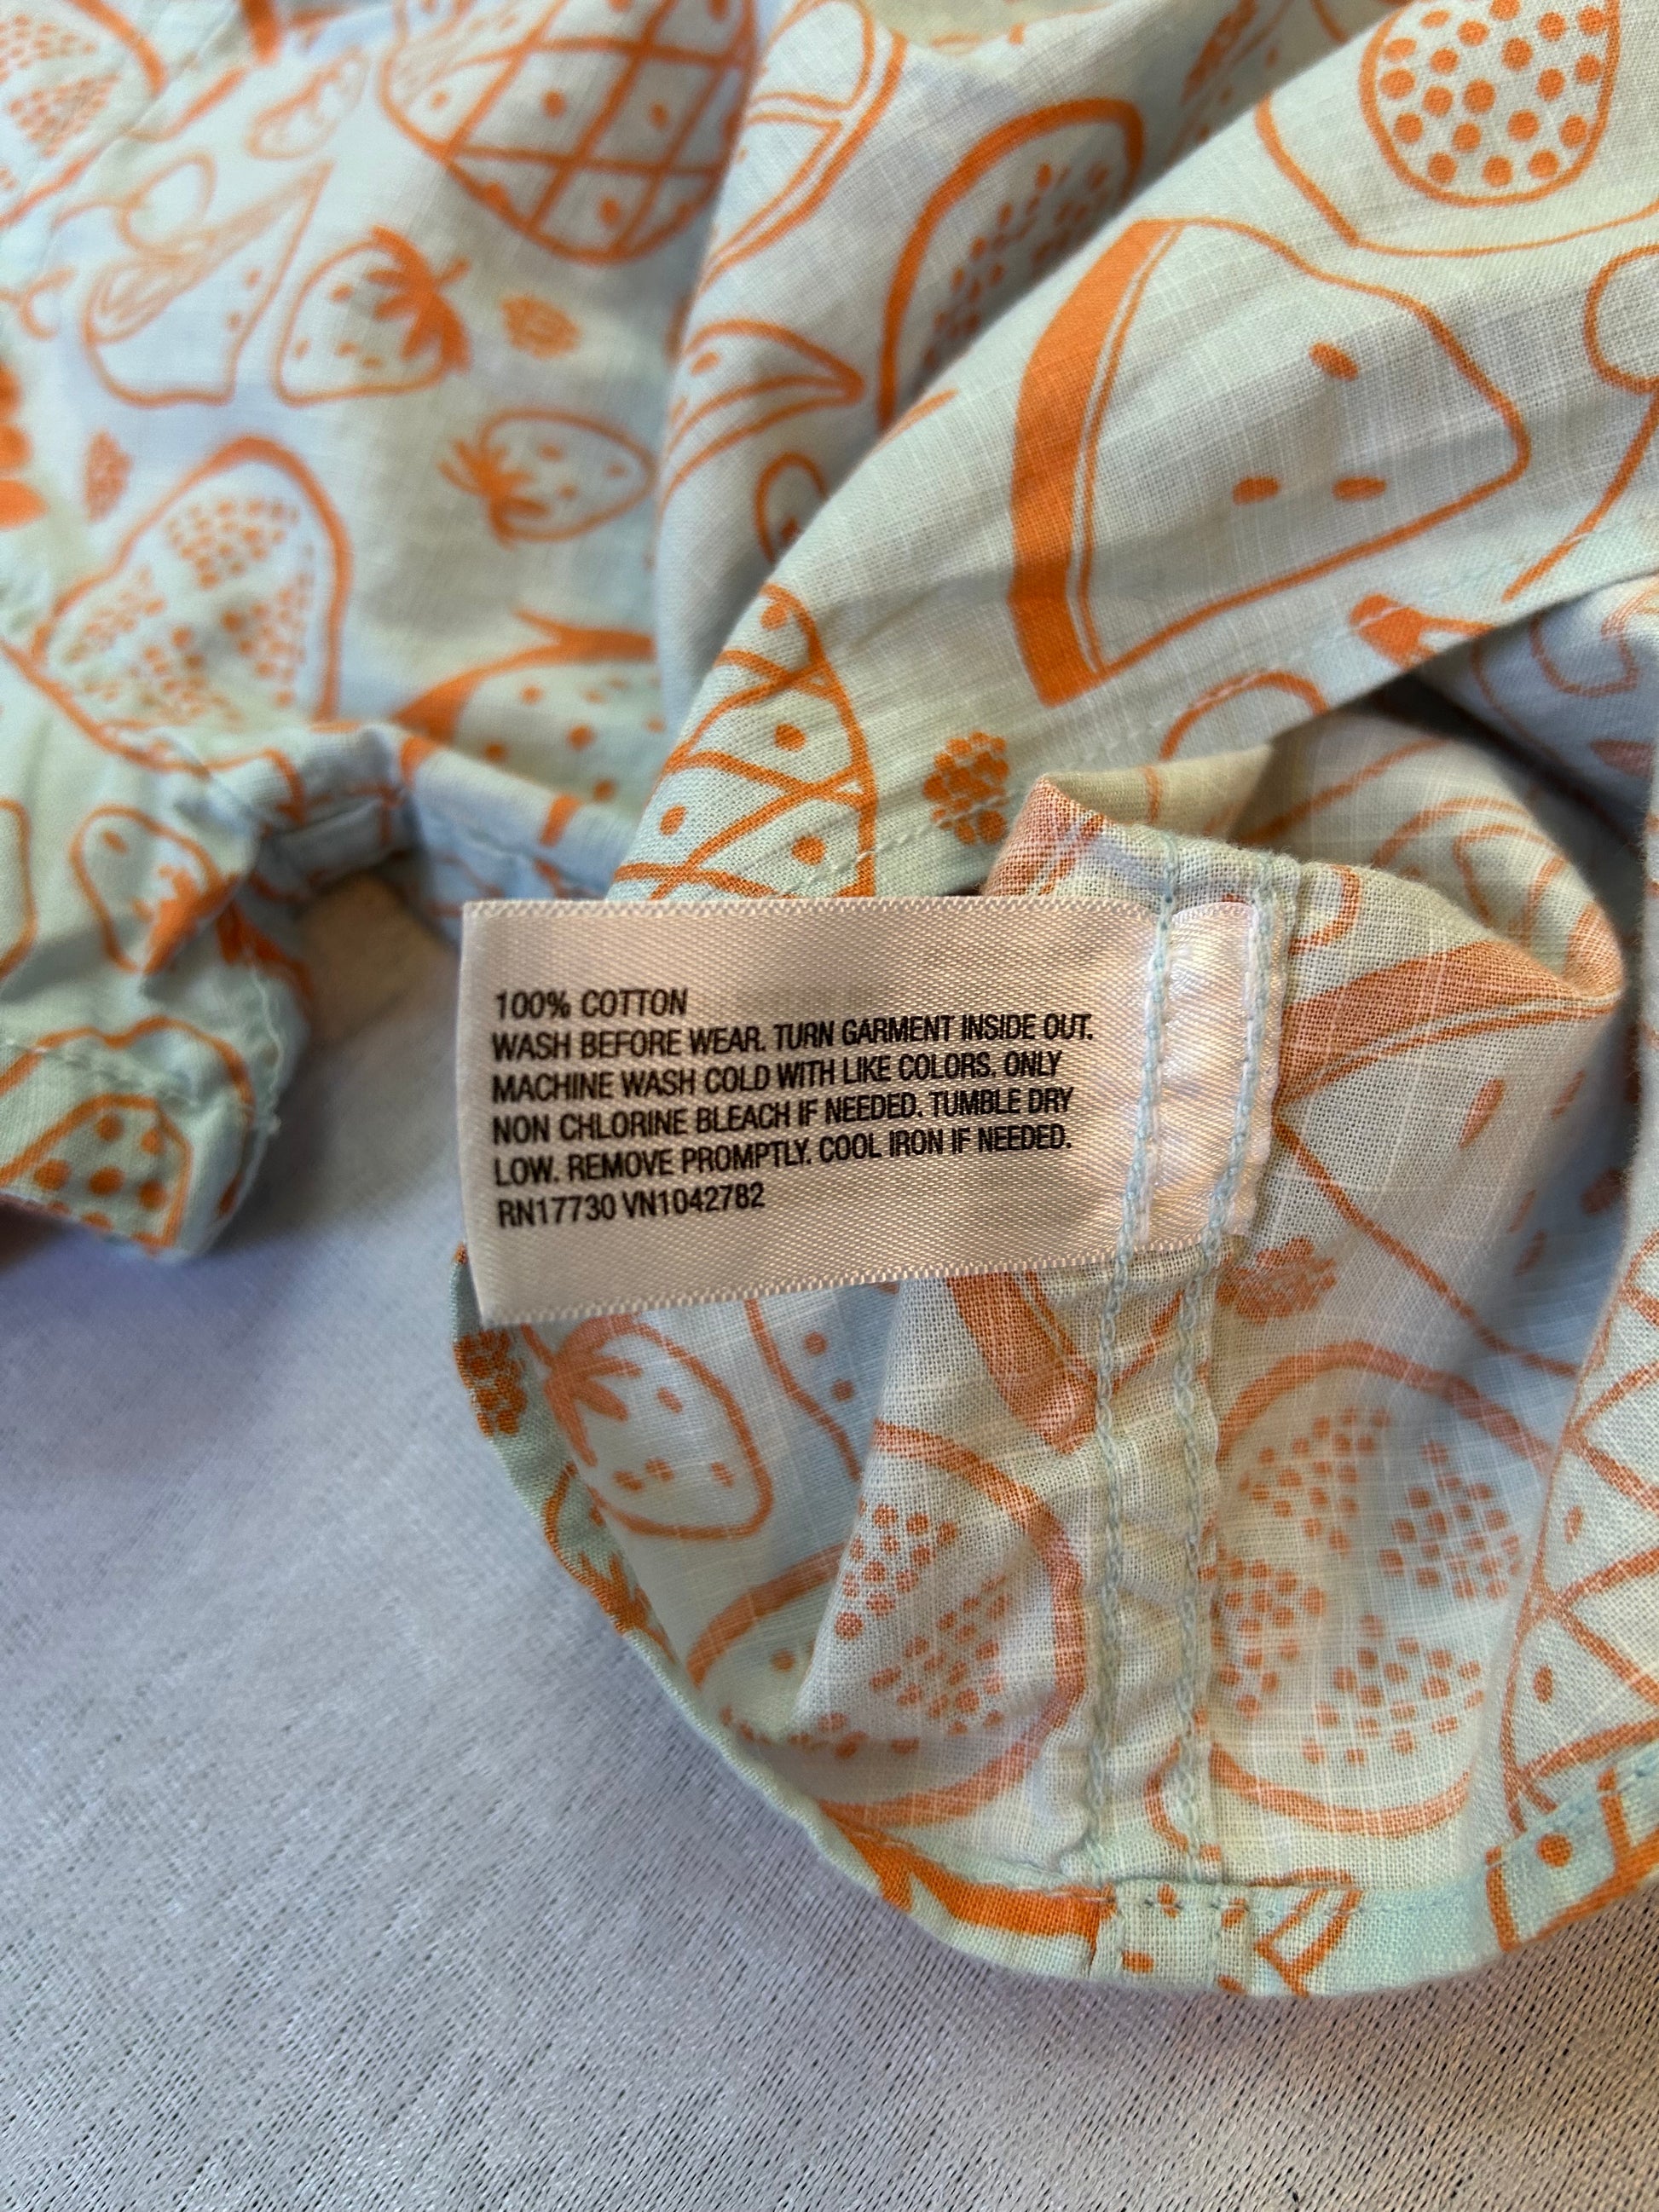 100% COTTON
WASH BEFORE WEAR. TURN GARMENT INSIDE OUT.
MACHINE WASH COLD WITH LIKE COLORS. ONLY
NON CHLORINE BLEACH IF NEEDED. TUMBLE DRY
LOW. REMOVE PROMPTLY. COOL IRON IF NEEDED.
RN17730 VN1042782